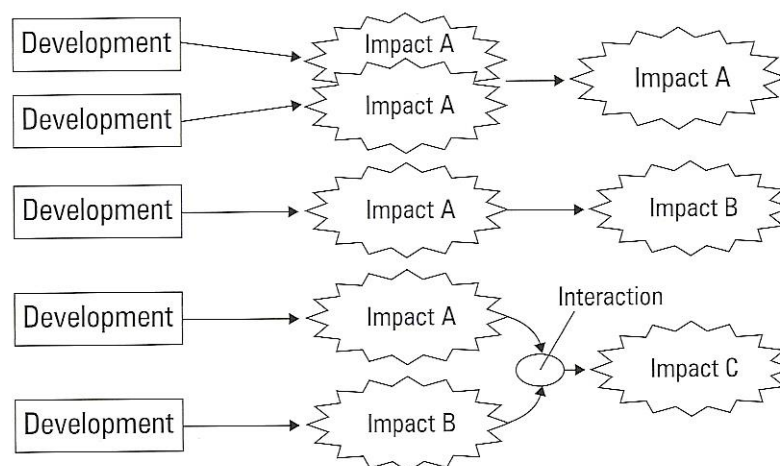 Development
Impact A
Impact A
Development
Impact A
Development
Impact A
Impact B
Development
Impact A
Interaction
Impact C
Development
Impact B